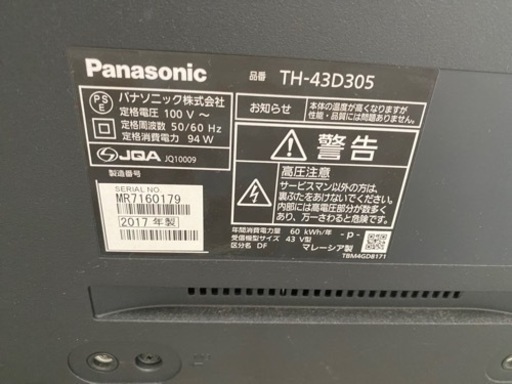 Panasonic
品番 TH-43D305
PS
E
パナソニック株式会社
定格電圧 100 V ～
定格周波数 50/60 Hz
定格消費電力 94 W
JQA JQ10009
製造番号
SERIAL NO.
MR7160179
2017 年製
お知らせ
本体の温度が高くなりますが
性能・品質には問題ありません。
警告
高圧注意
サービスマン以外の方は、
裏ぶたをあけないでください。
内部には高電圧部分が数多く
あり、万一さわると危険です。
年間消費電力量 60 kWh/年
受信機型サイズ 43 V型
区分名 DF
- p -
マレーシア製
TBM4GD8171